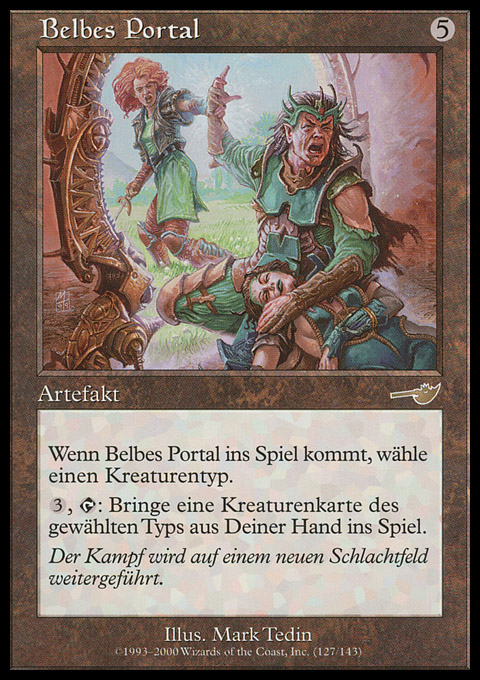 Belbes Portal 5
Artefakt
Wenn Belbes Portal ins Spiel kommt, wähle
einen Kreaturentyp.
3, : Bringe eine Kreaturenkarte des
gewählten Typs aus Deiner Hand ins Spiel.
Der Kampf wird auf einem neuen Schlachtfeld
weitergeführt.
Illus. Mark Tedin
©1993–2000 Wizards of the Coast, Inc. (127/143)